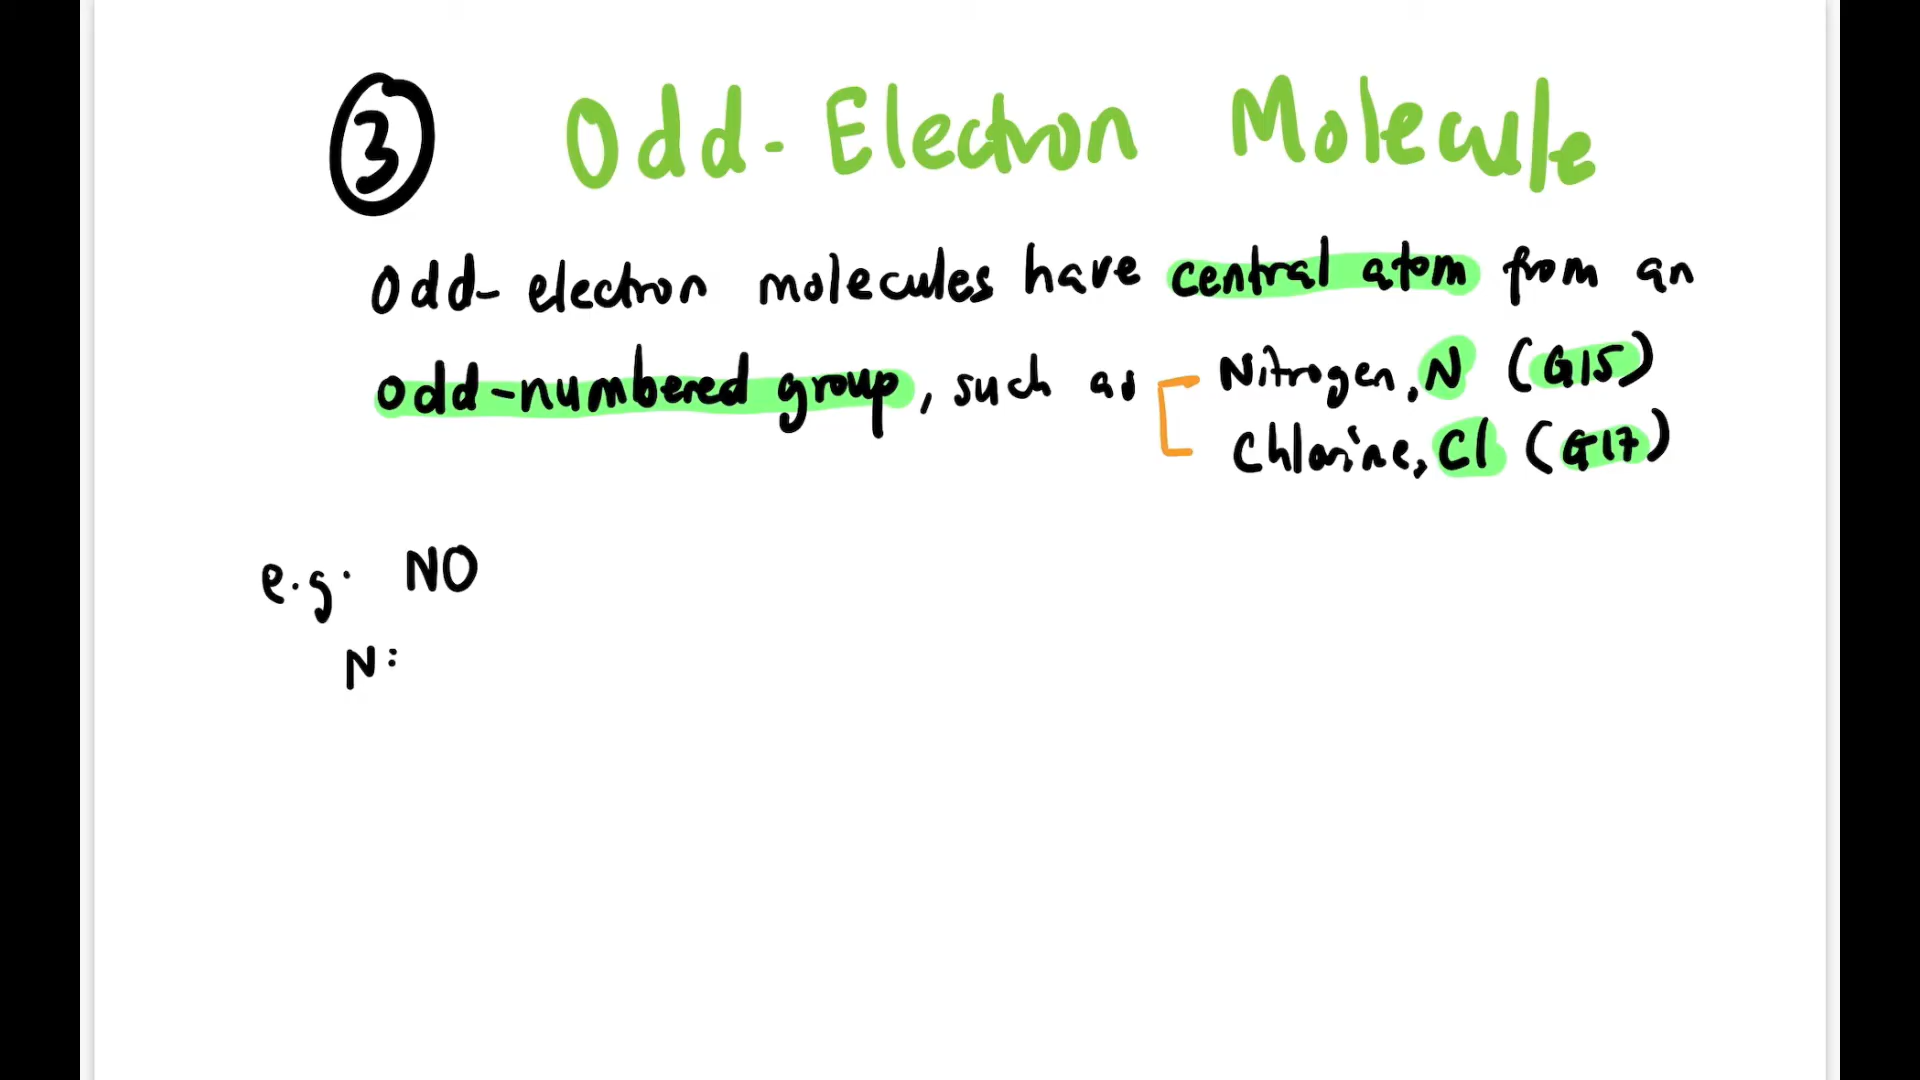 3 Odd-Electron Molecule
Odd-electron molecules have central atom from an
odd-numbered group, such as Nitrogen, N (G15)
Chlorine, Cl (G17)
e.g. NO
N: